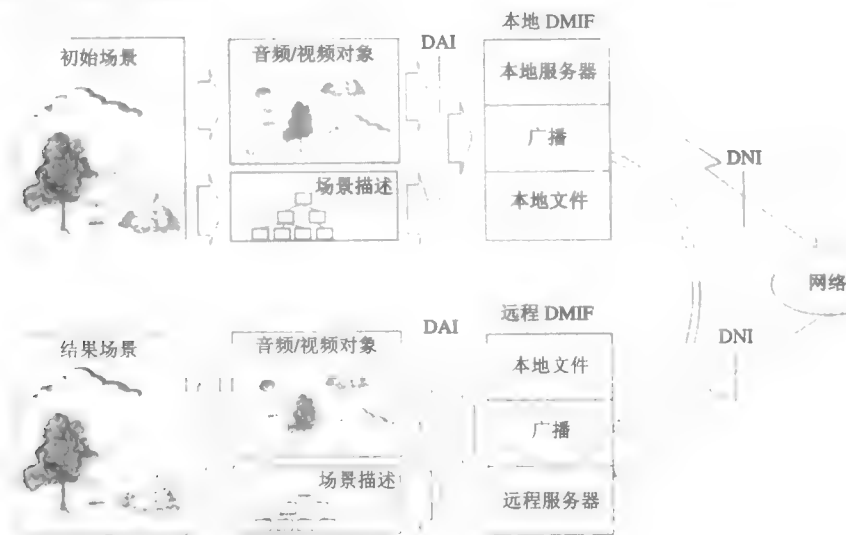 本地 DMIF
初始场景
音频/视频对象
DAI
本地服务器
广播
DNI
场景描述
本地文件
网络
远程 DMIF
结果场景
音频/视频对象
DAI
本地文件
DNI
广播
场景描述
远程服务器